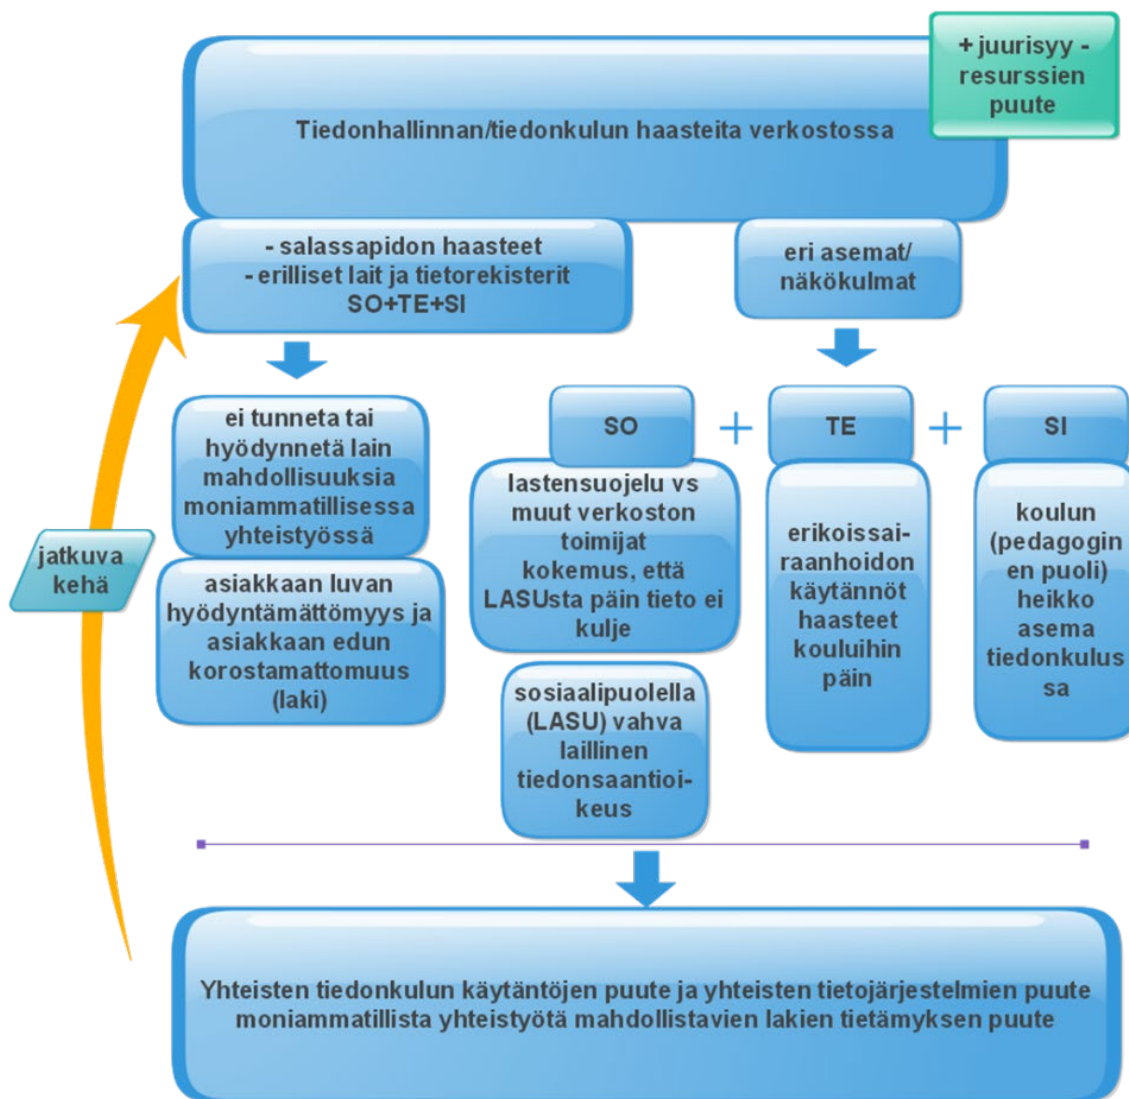 + juurisyy -
resurssien
puute
Tiedonhallinnan/tiedonkulun haasteita verkostossa
- salassapidon haasteet
- erilliset lait ja tietorekisterit
SO+TE+SI
eri asemat/
näkökulmat
ei tunneta tai
hyödynnetä lain
mahdollisuuksia
moniammatillisessa
yhteistyössä
asiakkaan luvan
hyödyntämättömyys ja
asiakkaan edun
korostamattomuus
(laki)
jatkuva
kehä
SO
+
TE
+
SI
lastensuojelu vs
muut verkoston
toimijat
kokemus, että
LASUsta päin tieto ei
kulje
sosiaalipuolella
(LASU) vahva
laillinen
tiedonsaantioi-
keus
erikoissai-
raanhoidon
käytännöt
haasteet
kouluihin
päin
koulun
(pedagogin
en puoli)
heikko
asema
tiedonkulus
sa
Yhteisten tiedonkulun käytäntöjen puute ja yhteisten tietojärjestelmien puute
moniammatillista yhteistyötä mahdollistavien lakien tietämyksen puute